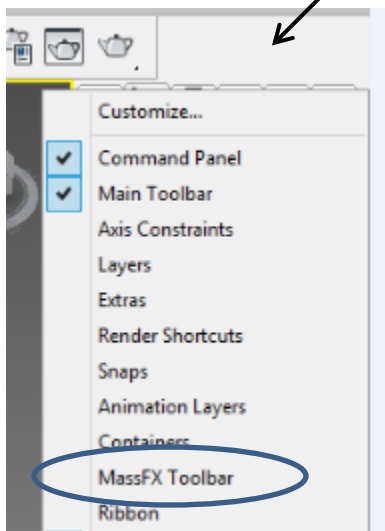 Customize...
Command Panel
Main Toolbar
Axis Constraints
Layers
Extras
Render Shortcuts
Snaps
Animation Layers
Containers
MassFX Toolbar
Ribbon